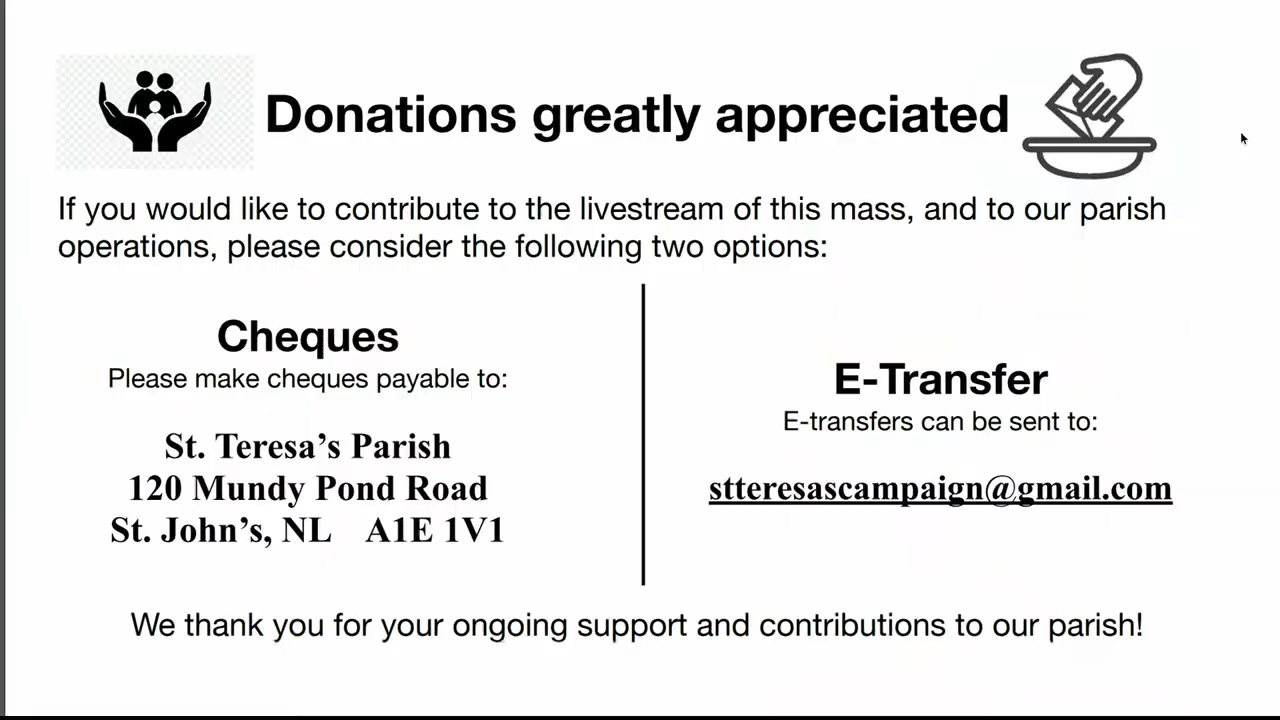 Donations greatly appreciated
If you would like to contribute to the livestream of this mass, and to our parish
operations, please consider the following two options:
Cheques
Please make cheques payable to:
St. Teresa’s Parish
120 Mundy Pond Road
St. John’s, NL A1E 1V1
E-Transfer
E-transfers can be sent to:
stteresascampaign@gmail.com
We thank you for your ongoing support and contributions to our parish!